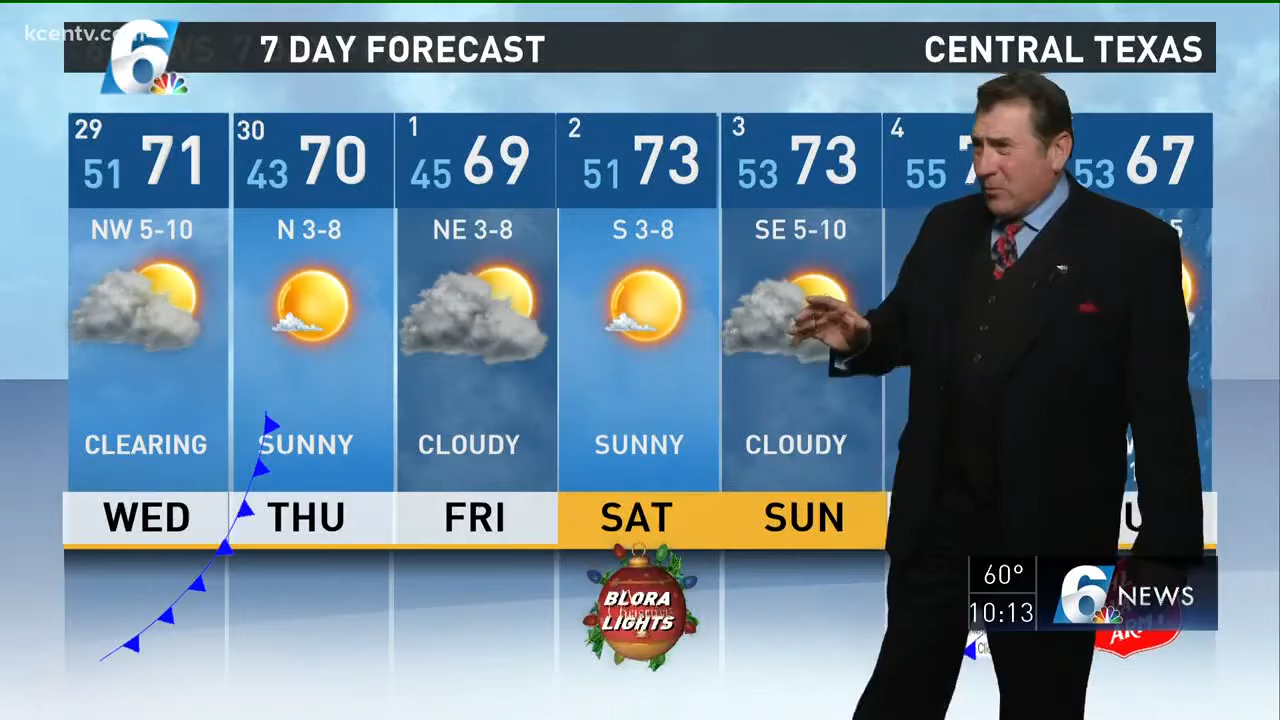 kcentv.com
6
7 DAY FORECAST
CENTRAL TEXAS
29
51 71
NW 5-10
CLEARING
WED
30
43 70
N 3-8
SUNNY
THU
1
45 69
NE 3-8
CLOUDY
FRI
2
51 73
S 3-8
SUNNY
SAT
BLORA
LIGHTS
3
53 73
SE 5-10
CLOUDY
SUN
4
55
53 67
60°
10:13
6 NEWS